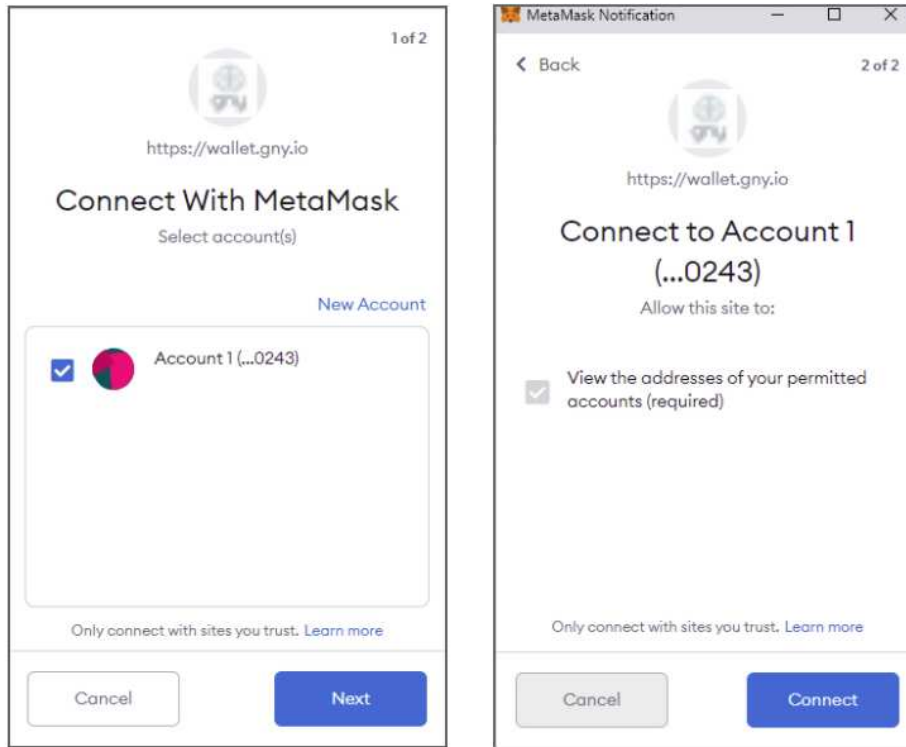 1 of 2
gny
https://wallet.gny.io
Connect With MetaMask
Select account(s)
New Account
Account 1 (...0243)
Only connect with sites you trust. Learn more
Cancel
Next
MetaMask Notification
Back
2 of 2
gny
https://wallet.gny.io
Connect to Account 1
(...0243)
Allow this site to:
View the addresses of your permitted
accounts (required)
Only connect with sites you trust. Learn more
Cancel
Connect